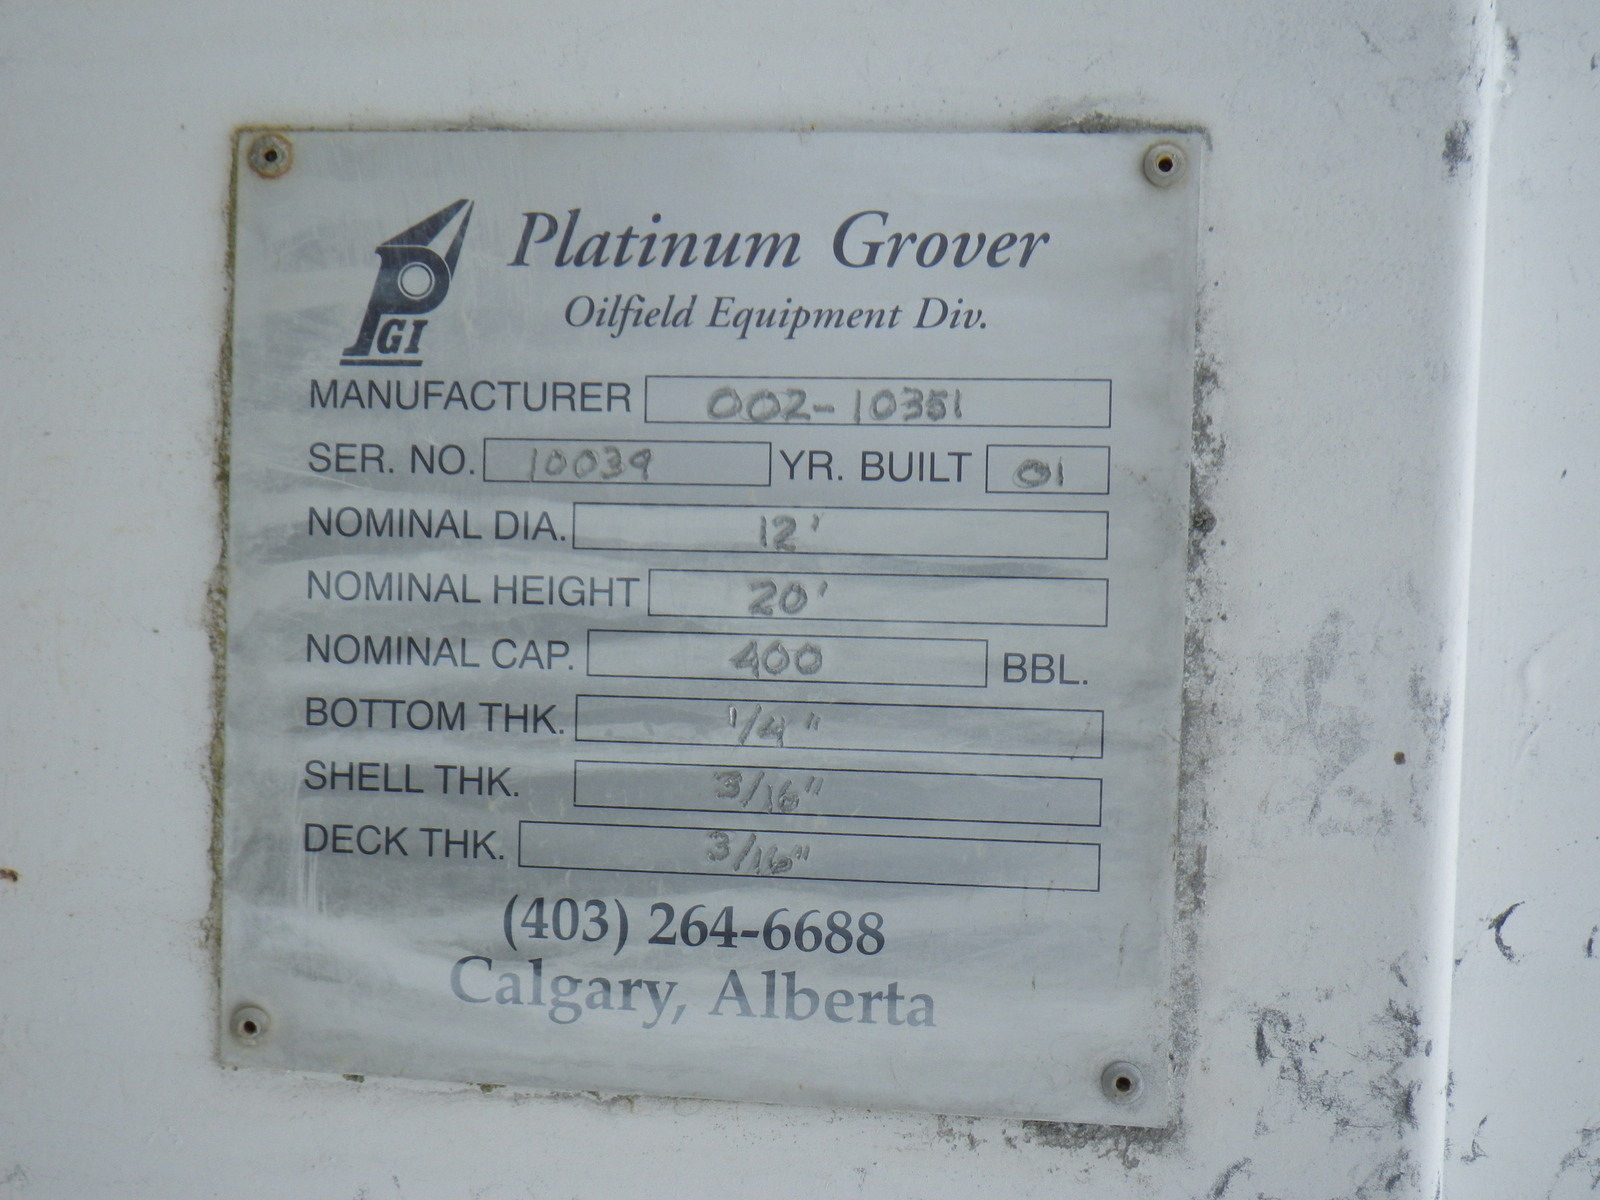 PGI
Platinum Grover
Oilfield Equipment Div.
MANUFACTURER 002-10351
SER. NO. 10039 YR. BUILT 01
NOMINAL DIA. 12'
NOMINAL HEIGHT 20'
NOMINAL CAP. 400 BBL.
BOTTOM THK. 1/4"
SHELL THK. 3/16"
DECK THK. 3/16"
(403) 264-6688
Calgary, Alberta